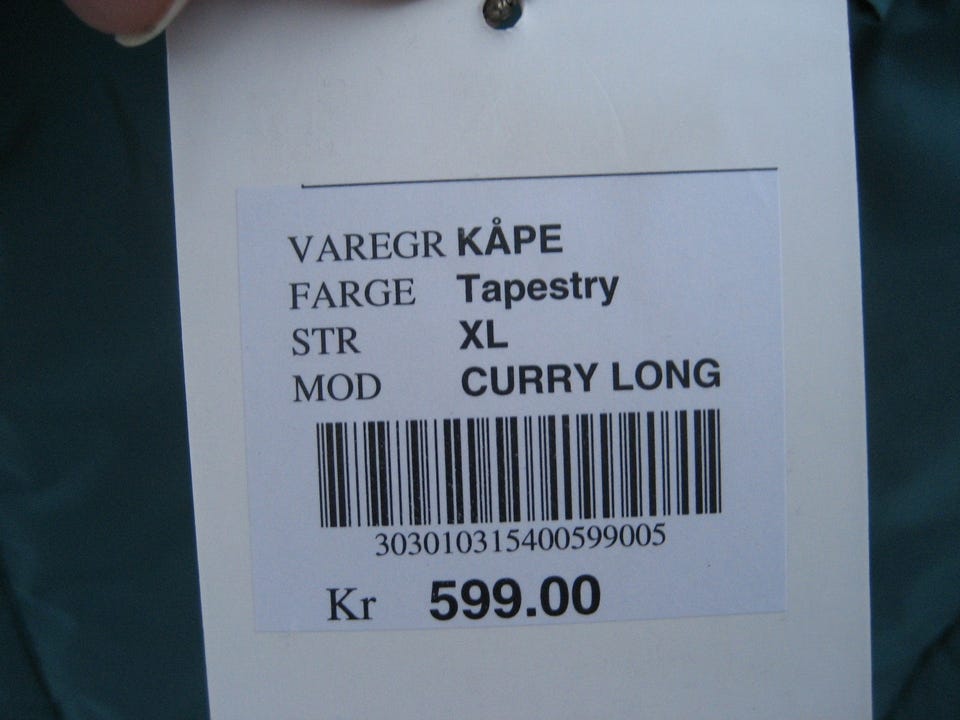 VAREGR KÅPE
FARGE Tapestry
STR XL
MOD CURRY LONG
303010315400599005
Kr 599.00